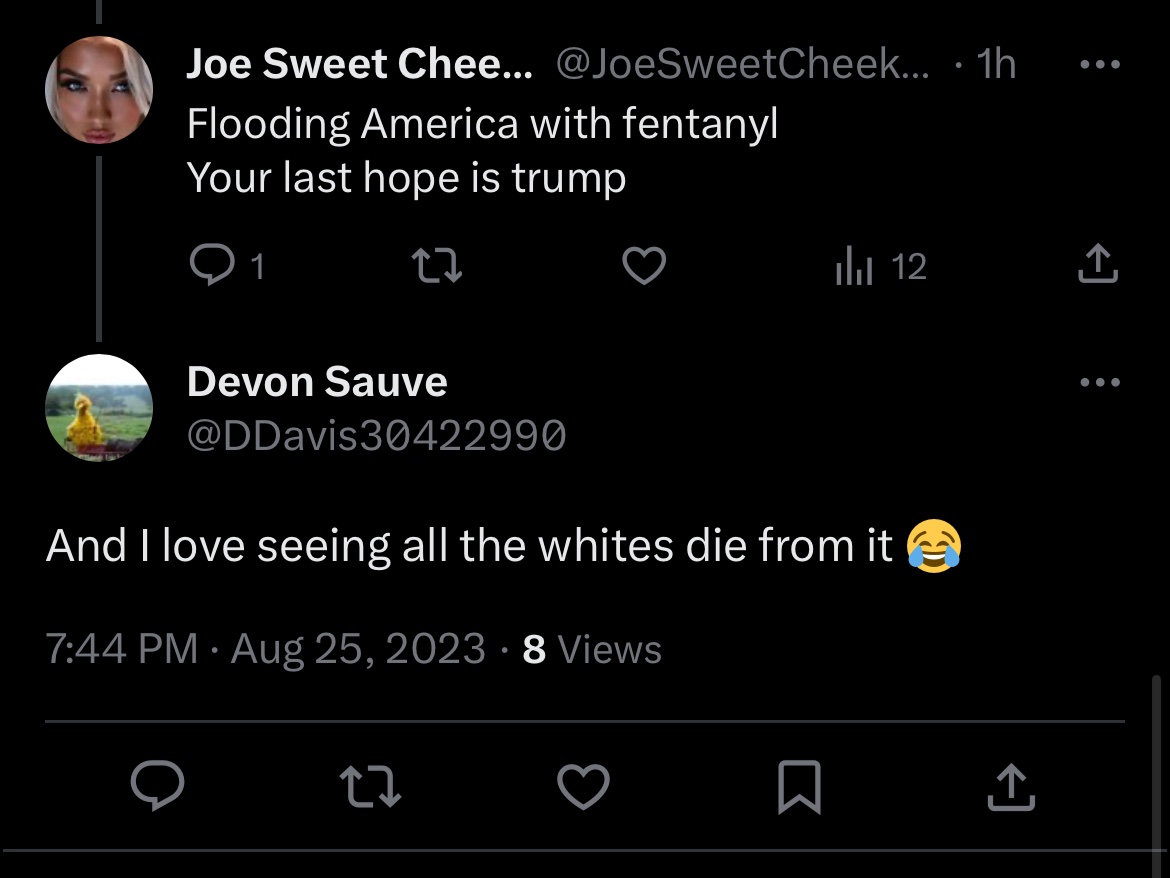 Joe Sweet Chee... @JoeSweetCheek... · 1h
Flooding America with fentanyl
Your last hope is trump
1 12
Devon Sauve
@DDavis30422990
And I love seeing all the whites die from it 😂
7:44 PM · Aug 25, 2023 · 8 Views